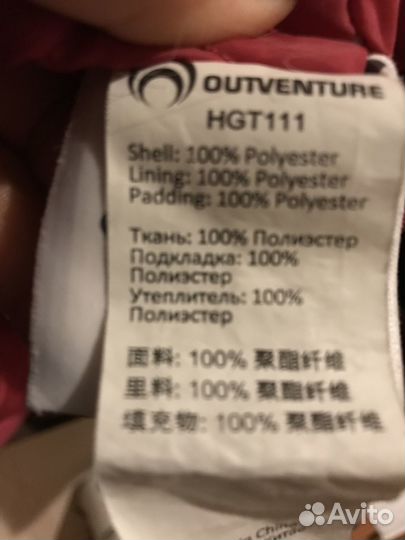 OUTVENTURE
HGT111
Shell: 100% Polyester
Lining: 100% Polyester
Padding: 100% Polyester
Ткань: 100% Полиэстер
Подкладка: 100%
Полиэстер
Утеплитель: 100%
Полиэстер
面料: 100% 聚酯纤维
里料: 100% 聚酯纤维
填充物: 100% 聚酯纤维
in China
Avito